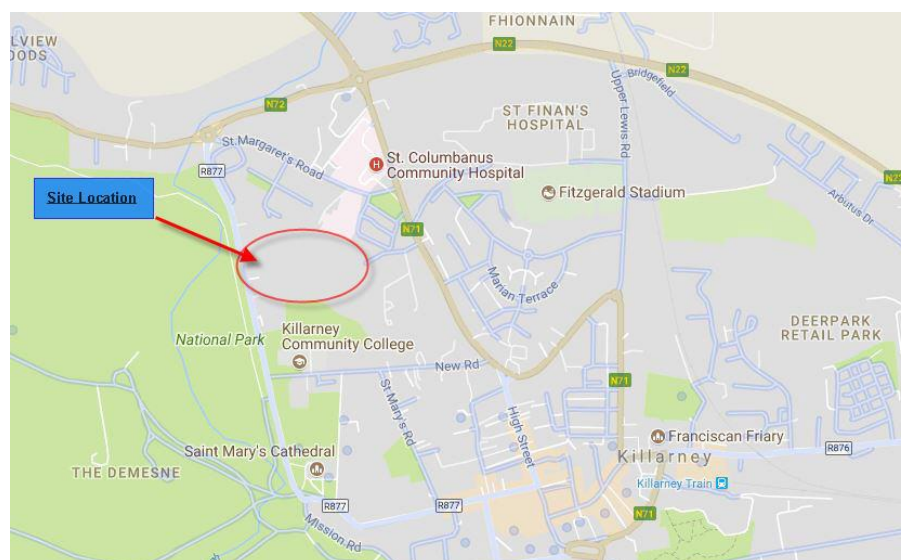 FHIONNAIN
LVIEW
OODS
N22
N22
Bridgefield
Upper Lewis Rd
N72
ST FINAN'S
HOSPITAL
St.Margaret's Road
R877
St. Columbanus
Community Hospital
H
Fitzgerald Stadium
N22
Arbutus Dr
Site Location
N71
Marian Terrace
National Park
Killarney
Community College
DEERPARK
RETAIL PARK
New Rd
N71
St Mary's Rd
High Street
Franciscan Friary
Killarney
R876
Saint Mary's Cathedral
THE DEMESNE
Killarney Train
R877
R877
Mission Rd
N71